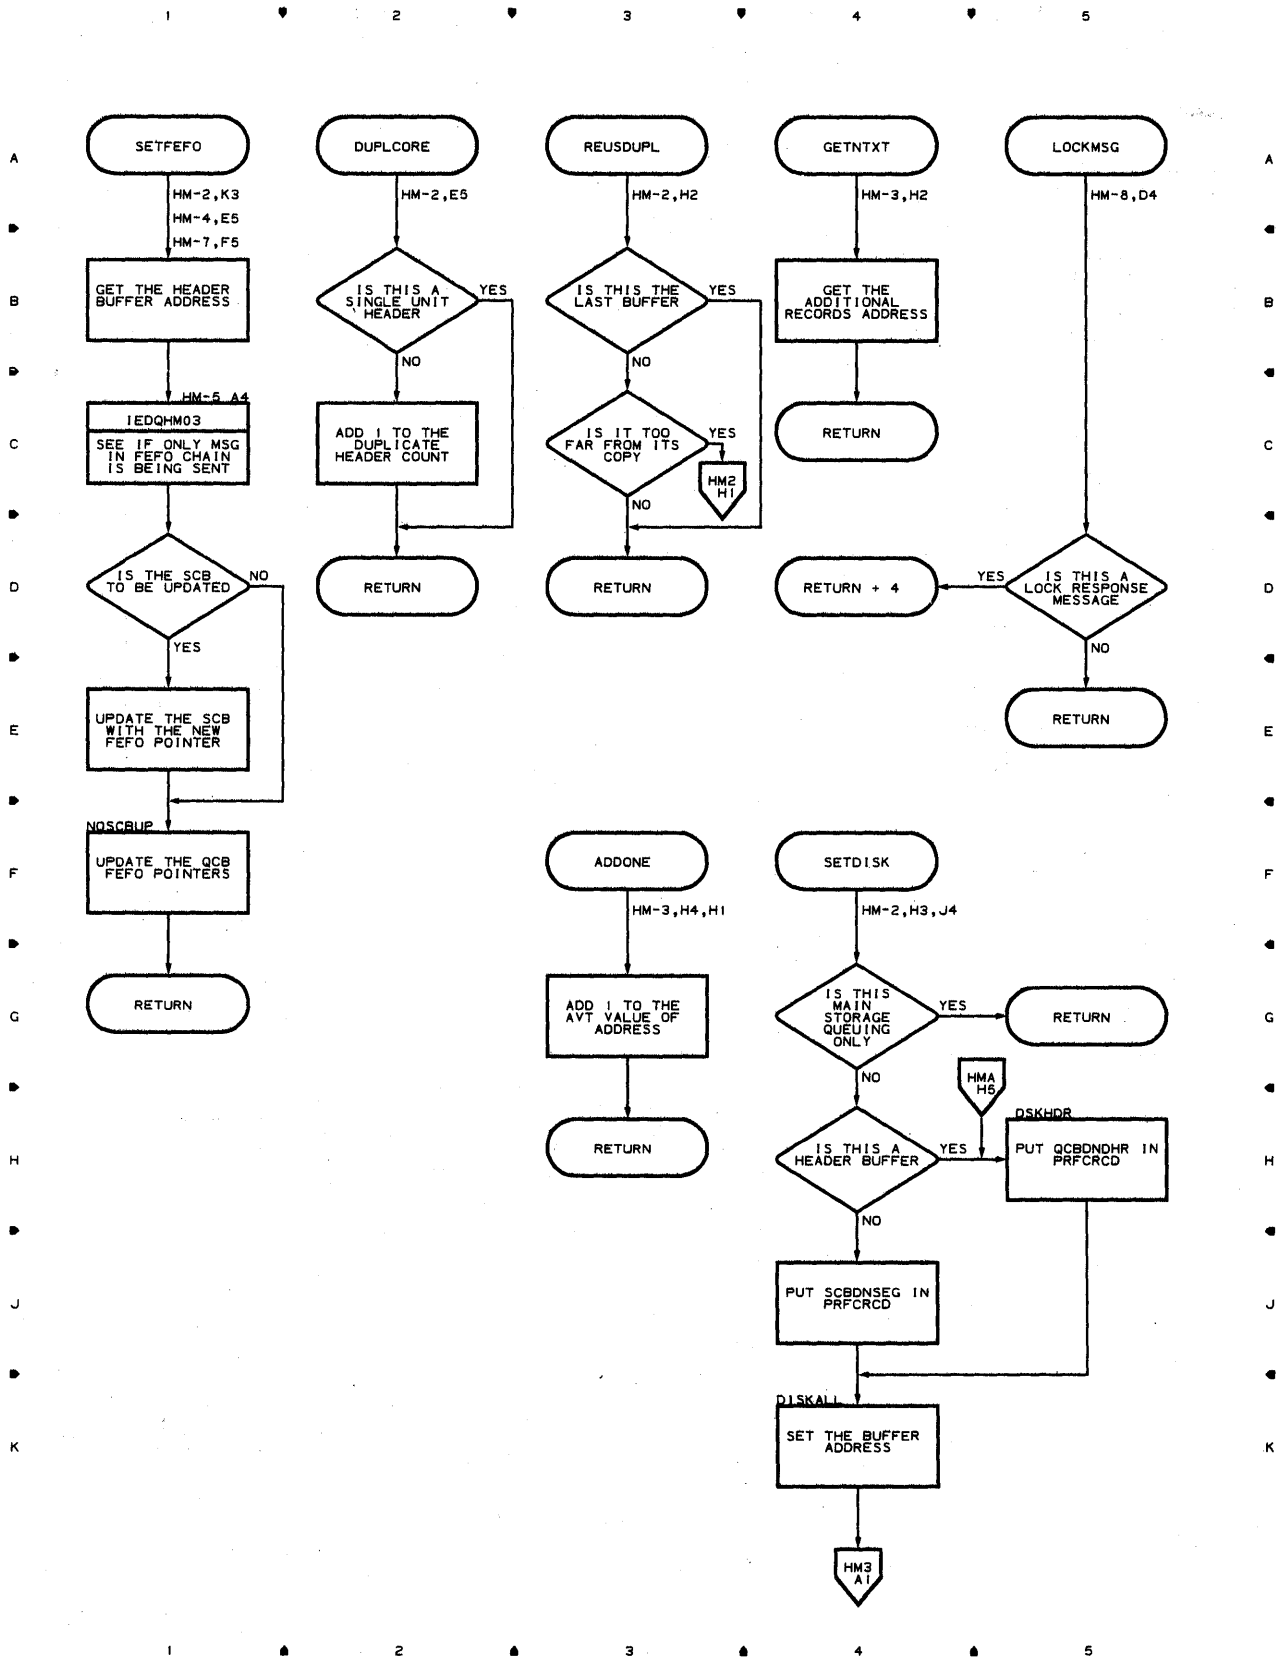 1 2 3 4 5
A A
SETFEFO
HM-2,K3
HM-4,E5
HM-7,F5
B B
GET THE HEADER
BUFFER ADDRESS
HM-5 A4
IEDQHM03
C C
SEE IF ONLY MSG
IN FEFO CHAIN
IS BEING SENT
D D
IS THE SCB
TO BE UPDATED
NO
YES
E E
UPDATE THE SCB
WITH THE NEW
FEFO POINTER
NOSCBUP
F F
UPDATE THE QCB
FEFO POINTERS
RETURN
DUPLCORE
HM-2,E5
IS THIS A
SINGLE UNIT
HEADER
YES
NO
ADD 1 TO THE
DUPLICATE
HEADER COUNT
RETURN
REUSDUPL
HM-2,H2
IS THIS THE
LAST BUFFER
YES
NO
IS IT TOO
FAR FROM ITS
COPY
YES
HM2
H1
NO
RETURN
GETNTXT
HM-3,H2
GET THE
ADDITIONAL
RECORDS ADDRESS
RETURN
LOCKMSG
HM-8,D4
IS THIS A
LOCK RESPONSE
MESSAGE
YES
RETURN + 4
NO
RETURN
ADDONE
HM-3,H4,H1
G G
ADD 1 TO THE
AVT VALUE OF
ADDRESS
RETURN
SETDISK
HM-2,H3,J4
IS THIS
MAIN
STORAGE
QUEUING
ONLY
YES
RETURN
NO
HMA
H5
H H
IS THIS A
HEADER BUFFER
YES
DSKHDR
PUT QCBDNDHR IN
PRFCRCD
NO
J J
PUT SCBDNSEG IN
PRFCRCD
DISKALL
K K
SET THE BUFFER
ADDRESS
HM3
A1
1 2 3 4 5